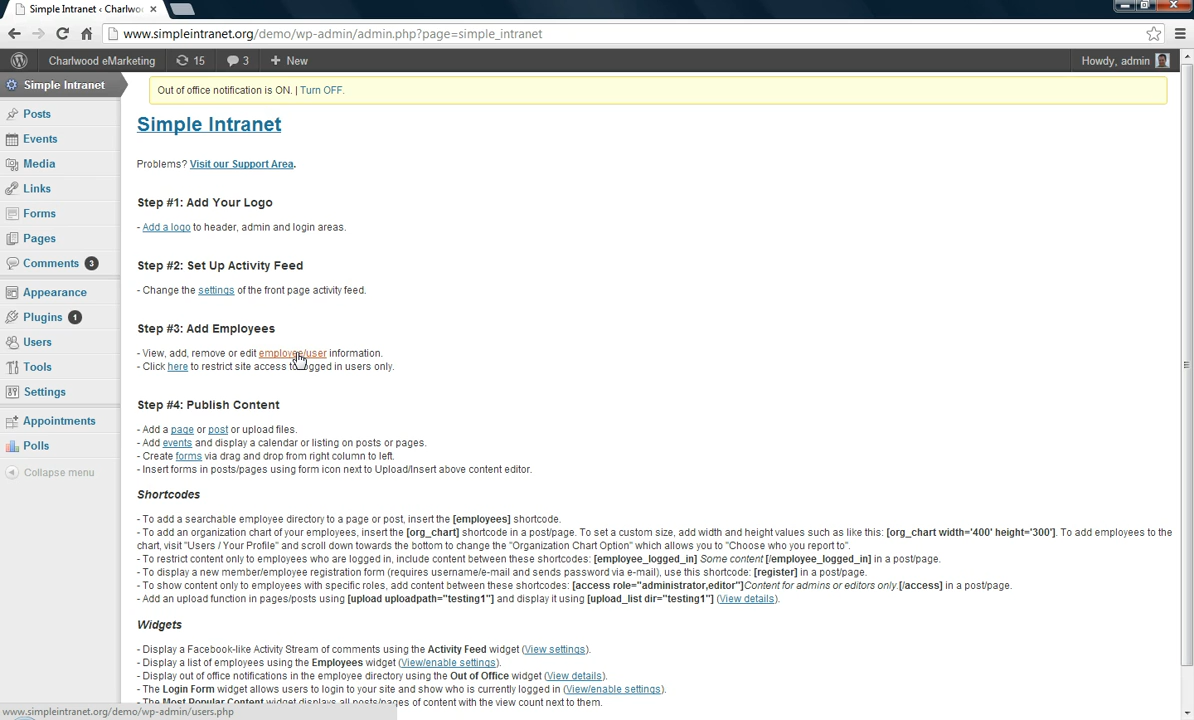 Simple Intranet ‹ Charlwo
www.simpleintranet.org/demo/wp-admin/admin.php?page=simple_intranet
Charlwood eMarketing 15 3 + New Howdy, admin
Simple Intranet
Posts
Events
Media
Links
Forms
Pages
Comments 3
Appearance
Plugins 1
Users
Tools
Settings
Appointments
Polls
Collapse menu
Out of office notification is ON. | Turn OFF.
Simple Intranet
Problems? Visit our Support Area.
Step #1: Add Your Logo
- Add a logo to header, admin and login areas.
Step #2: Set Up Activity Feed
- Change the settings of the front page activity feed.
Step #3: Add Employees
- View, add, remove or edit employee/user information.
- Click here to restrict site access to logged in users only.
Step #4: Publish Content
- Add a page or post or upload files.
- Add events and display a calendar or listing on posts or pages.
- Create forms via drag and drop from right column to left.
- Insert forms in posts/pages using form icon next to Upload/Insert above content editor.
Shortcodes
- To add a searchable employee directory to a page or post, insert the [employees] shortcode.
- To add an organization chart of your employees, insert the [org_chart] shortcode in a post/page. To set a custom size, add width and height values such as like this: [org_chart width='400' height='300']. To add employees to the
chart, visit "Users / Your Profile" and scroll down towards the bottom to change the "Organization Chart Option" which allows you to "Choose who you report to".
- To restrict content only to employees who are logged in, include content between these shortcodes: [employee_logged_in] Some content [/employee_logged_in] in a post/page.
- To display a new member/employee registration form (requires username/e-mail and sends password via e-mail), use this shortcode: [register] in a post/page.
- To show content only to employees with specific roles, add content between these shortcodes: [access role="administrator,editor"]Content for admins or editors only.[/access] in a post/page.
- Add an upload function in pages/posts using [upload uploadpath="testing1"] and display it using [upload_list dir="testing1"] (View details).
Widgets
- Display a Facebook-like Activity Stream of comments using the Activity Feed widget (View settings).
- Display a list of employees using the Employees widget (View/enable settings).
- Display out of office notifications in the employee directory using the Out of Office widget (View details).
- The Login Form widget allows users to login to your site and show who is currently logged in (View/enable settings).
- The Most Popular Content widget displays all posts/pages of content with the view count next to them.
www.simpleintranet.org/demo/wp-admin/users.php